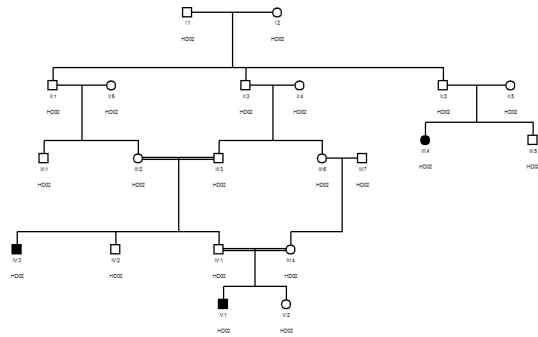 I:1 I:2
HD02 HD02
II:1 II:6 II:3 II:4 II:2 II:5
HD02 HD02 HD02 HD02 HD02 HD02
III:4 III:5
HD02 HD02
III:1 III:2 III:3 III:6 III:7
HD02 HD02 HD02 HD02 HD02
IV:3 IV:2 IV:1 IV:4
HD02 HD02 HD02 HD02
V:1 V:2
HD02 HD02